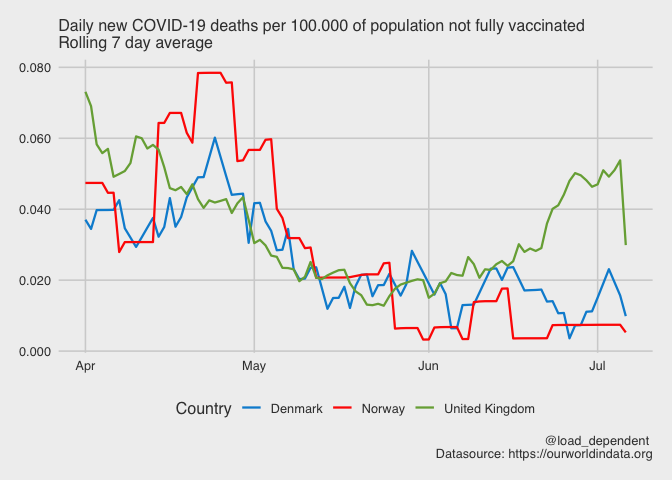 Daily new COVID-19 deaths per 100.000 of population not fully vaccinated
Rolling 7 day average
0.080
0.060
0.040
0.020
0.000
Apr May Jun Jul
Country Denmark Norway United Kingdom
@load_dependent
Datasource: https://ourworldindata.org